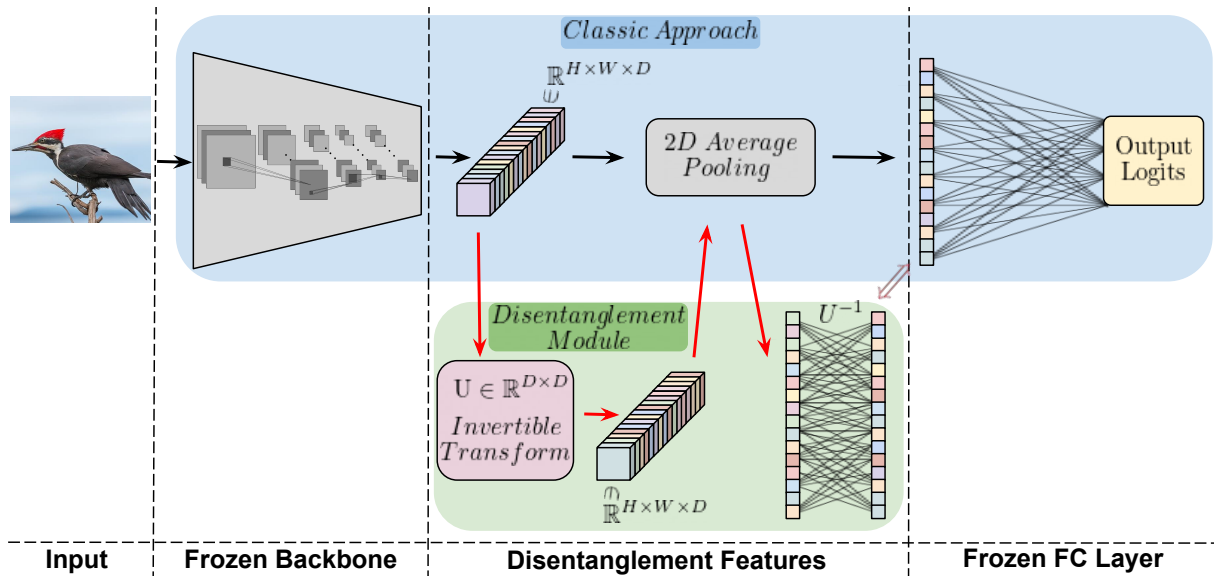 Classic Approach
∈ ℝ^{H×W×D}
2D Average
Pooling
Output
Logits
Disentanglement
Module
U^{-1}
U ∈ ℝ^{D×D}
Invertible
Transform
∈ ℝ^{H×W×D}
Input
Frozen Backbone
Disentanglement Features
Frozen FC Layer